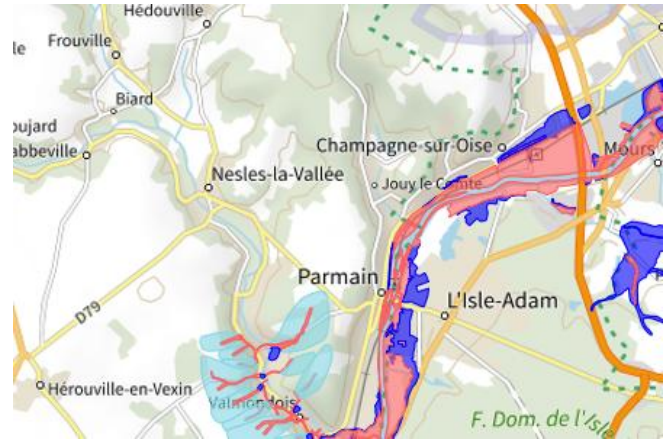 Hédouville
Frouville
Biard
oujard
abbeville
Champagne-sur-Oise
Mours
Nesles-la-Vallée
Jouy le Comte
Parmain
L'Isle-Adam
D79
Hérouville-en-Vexin
Valmondois
F. Dom. de l'Isle